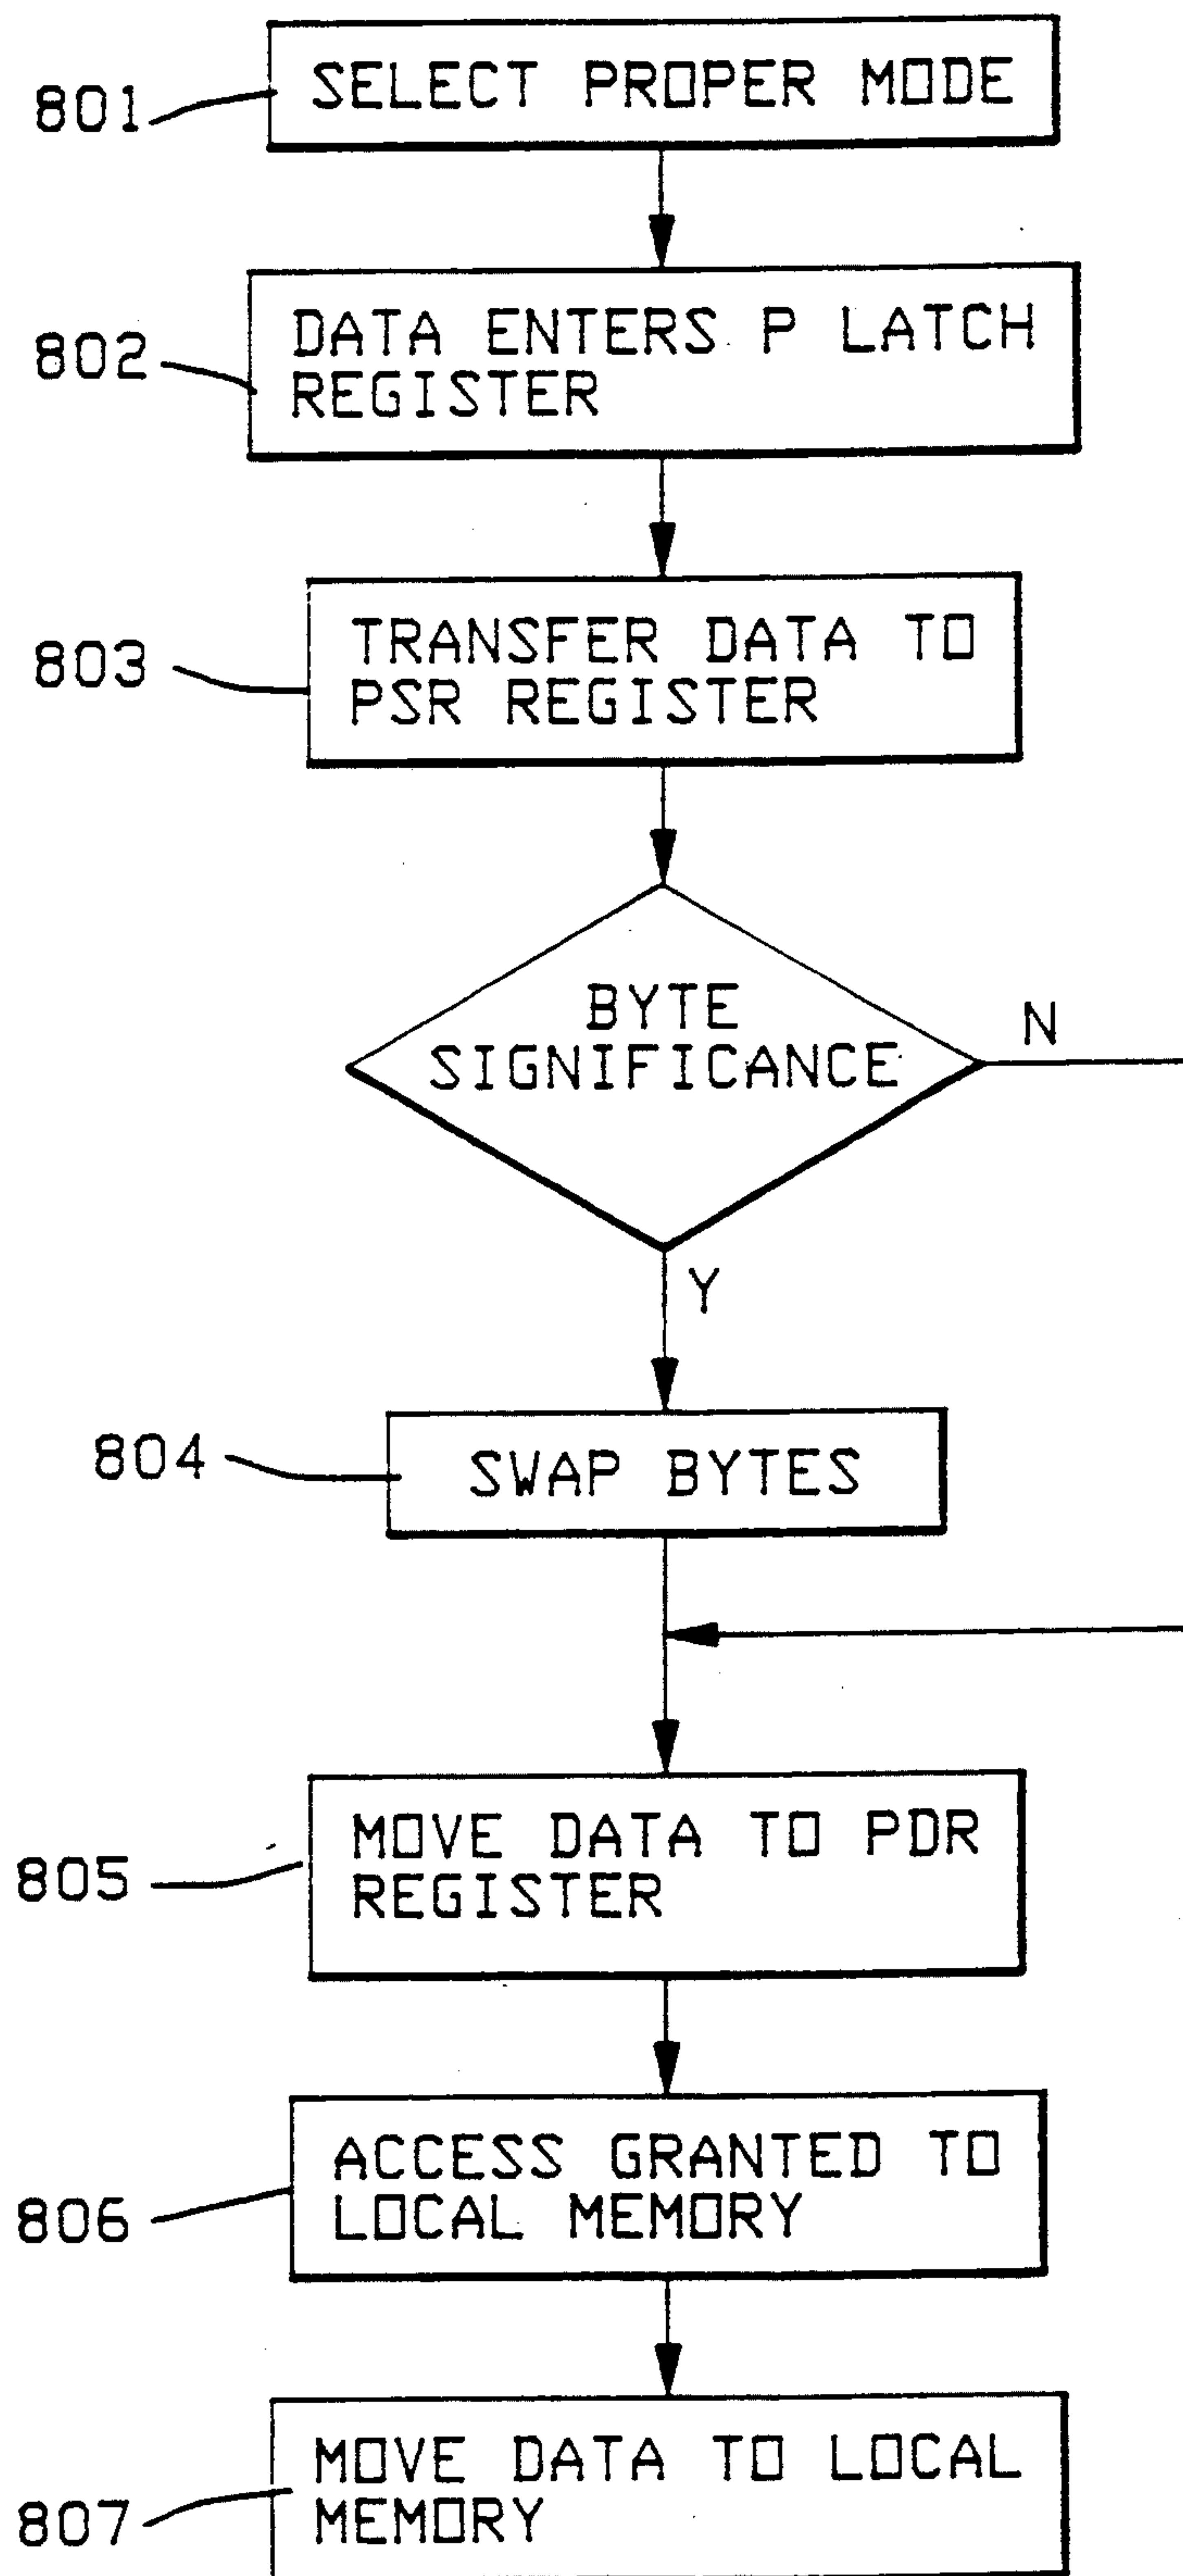 801
SELECT PROPER MODE
802
DATA ENTERS P LATCH
REGISTER
803
TRANSFER DATA TO
PSR REGISTER
BYTE
SIGNIFICANCE
N
Y
804
SWAP BYTES
805
MOVE DATA TO PDR
REGISTER
806
ACCESS GRANTED TO
LOCAL MEMORY
807
MOVE DATA TO LOCAL
MEMORY